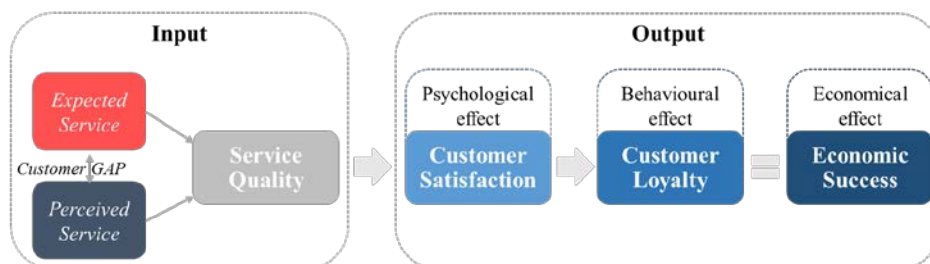 Input
Expected
Service
Customer GAP
Perceived
Service
Service
Quality
Output
Psychological
effect
Customer
Satisfaction
Behavioural
effect
Customer
Loyalty
Economical
effect
Economic
Success